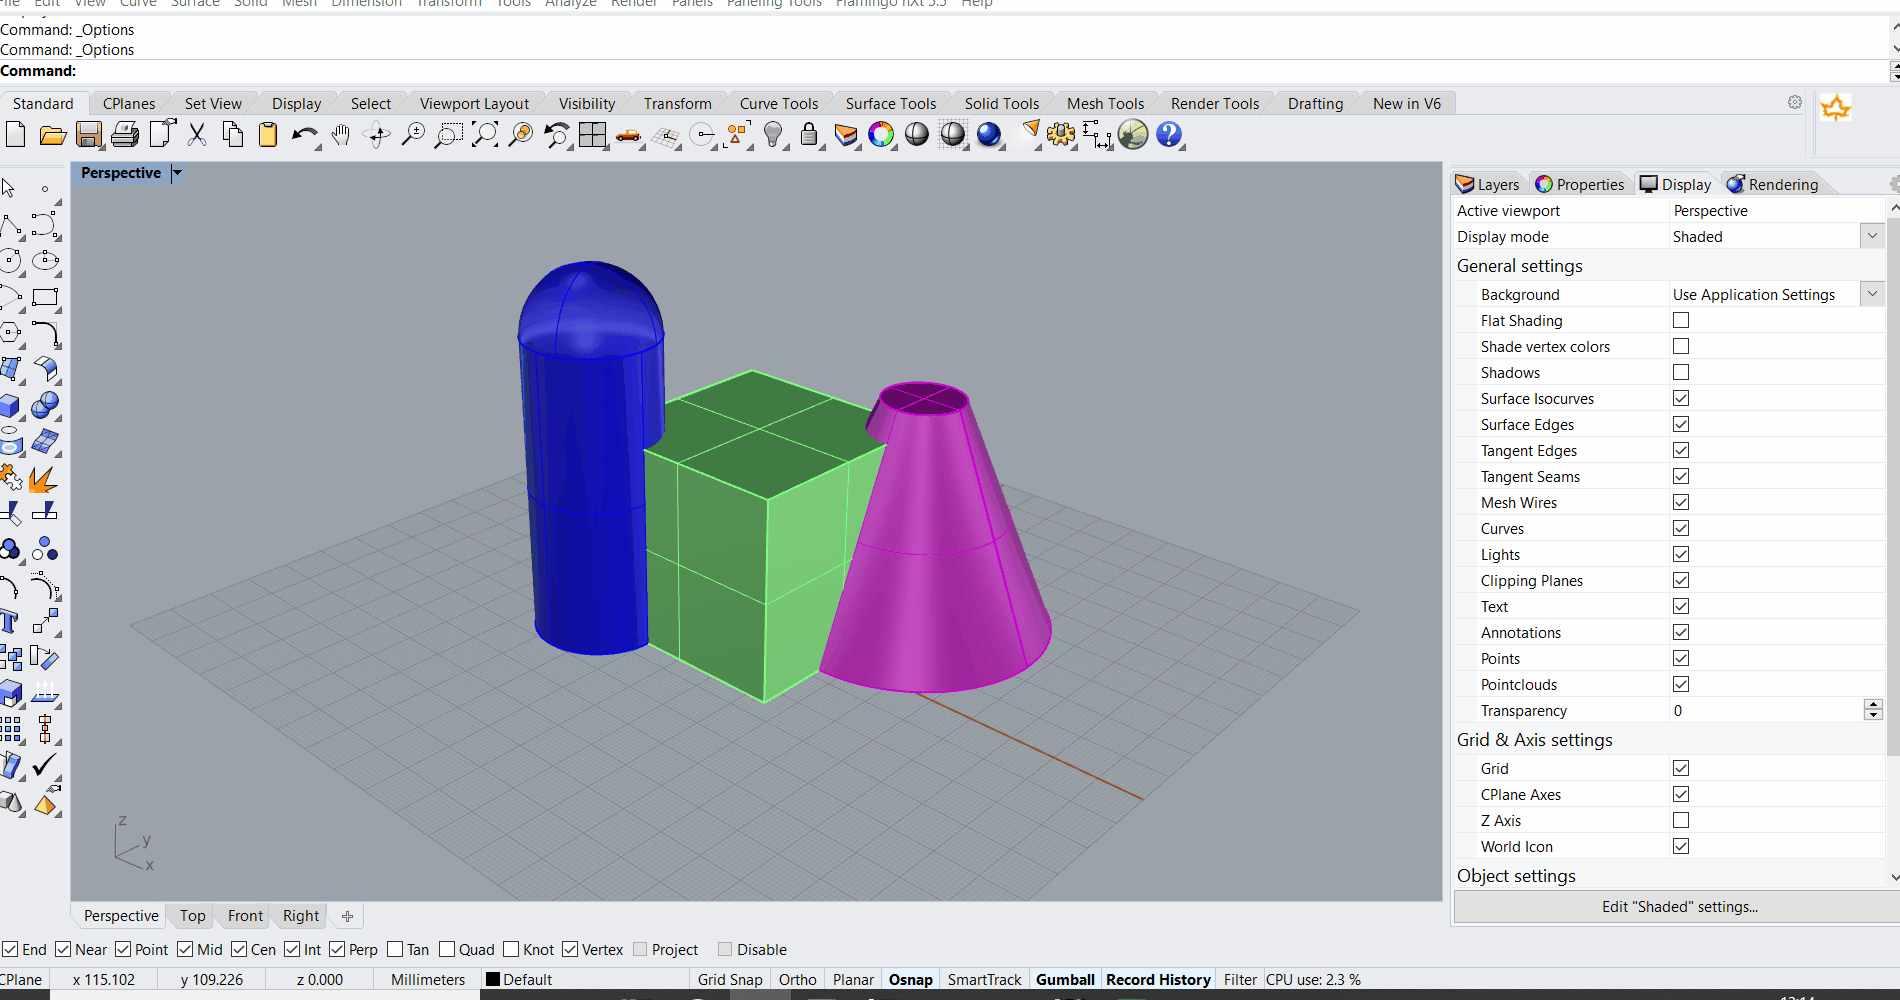 File Edit View Curve Surface Solid Mesh Dimension Transform Tools Analyze Render Panels Paneling Tools Flamingo nXt 5.5 Help
Command: _Options
Command: _Options
Command:
Standard CPlanes Set View Display Select Viewport Layout Visibility Transform Curve Tools Surface Tools Solid Tools Mesh Tools Render Tools Drafting New in V6
Perspective
Layers Properties Display Rendering
Active viewport Perspective
Display mode Shaded
General settings
Background Use Application Settings
Flat Shading
Shade vertex colors
Shadows
Surface Isocurves
Surface Edges
Tangent Edges
Tangent Seams
Mesh Wires
Curves
Lights
Clipping Planes
Text
Annotations
Points
Pointclouds
Transparency 0
Grid & Axis settings
Grid
CPlane Axes
Z Axis
World Icon
Object settings
Edit "Shaded" settings...
z
y
x
Perspective Top Front Right
End Near Point Mid Cen Int Perp Tan Quad Knot Vertex Project Disable
CPlane x 115.102 y 109.226 z 0.000 Millimeters Default Grid Snap Ortho Planar Osnap SmartTrack Gumball Record History Filter CPU use: 2.3 %